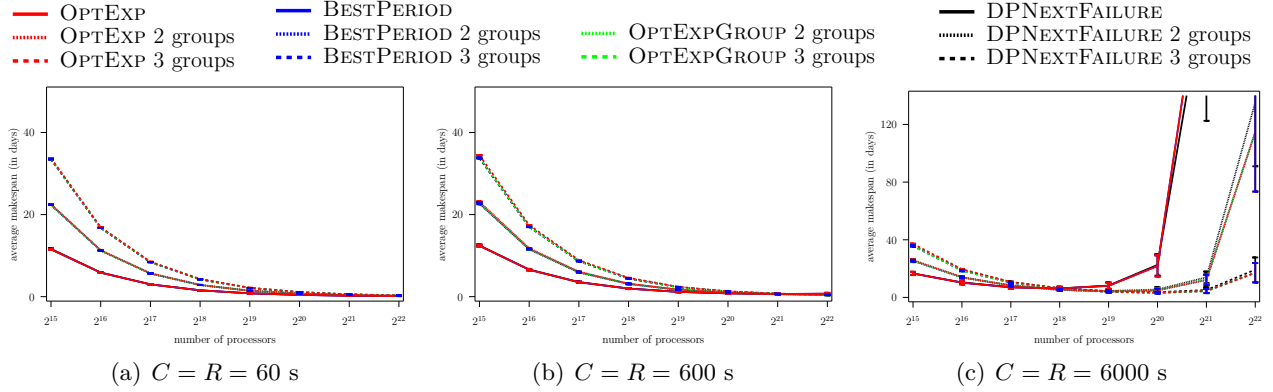 OPTEXP
OPTEXP 2 groups
OPTEXP 3 groups
BESTPERIOD
BESTPERIOD 2 groups
BESTPERIOD 3 groups
OPTEXPGROUP 2 groups
OPTEXPGROUP 3 groups
DPNEXTFAILURE
DPNEXTFAILURE 2 groups
DPNEXTFAILURE 3 groups
average makespan (in days)
40
20
0
2^15 2^16 2^17 2^18 2^19 2^20 2^21 2^22
number of processors
(a) C = R = 60 s
average makespan (in days)
40
20
0
2^15 2^16 2^17 2^18 2^19 2^20 2^21 2^22
number of processors
(b) C = R = 600 s
average makespan (in days)
120
80
40
0
2^15 2^16 2^17 2^18 2^19 2^20 2^21 2^22
number of processors
(c) C = R = 6000 s